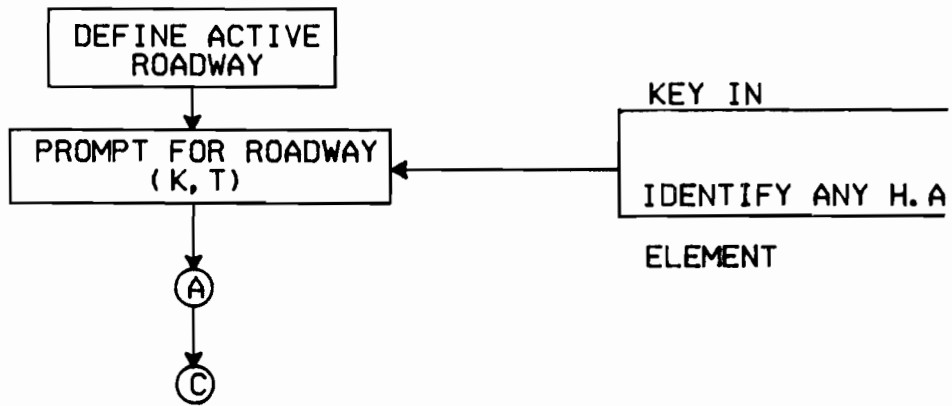 DEFINE ACTIVE
ROADWAY
PROMPT FOR ROADWAY
(K,T)
KEY IN
IDENTIFY ANY H.A
ELEMENT
A
C